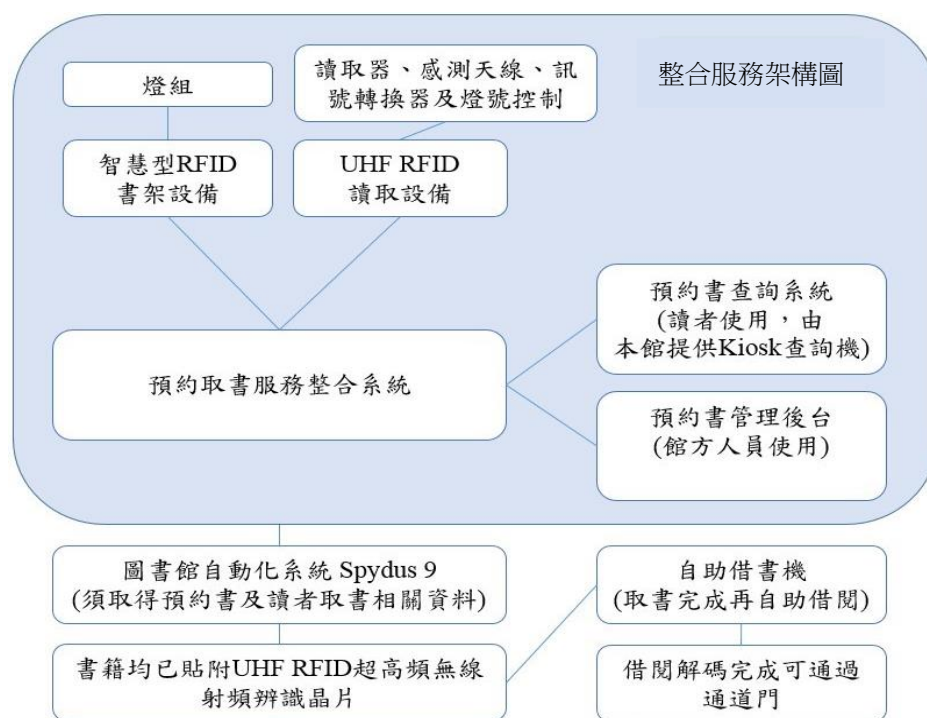 整合服務架構圖
燈組
讀取器、感測天線、訊
號轉換器及燈號控制
智慧型RFID
書架設備
UHF RFID
讀取設備
預約取書服務整合系統
預約書查詢系統
(讀者使用，由
本館提供Kiosk查詢機)
預約書管理後台
(館方人員使用)
圖書館自動化系統 Spydus 9
(須取得預約書及讀者取書相關資料)
書籍均已貼附UHF RFID超高頻無線
射頻辨識晶片
自助借書機
(取書完成再自助借閱)
借閱解碼完成可通過
通道門